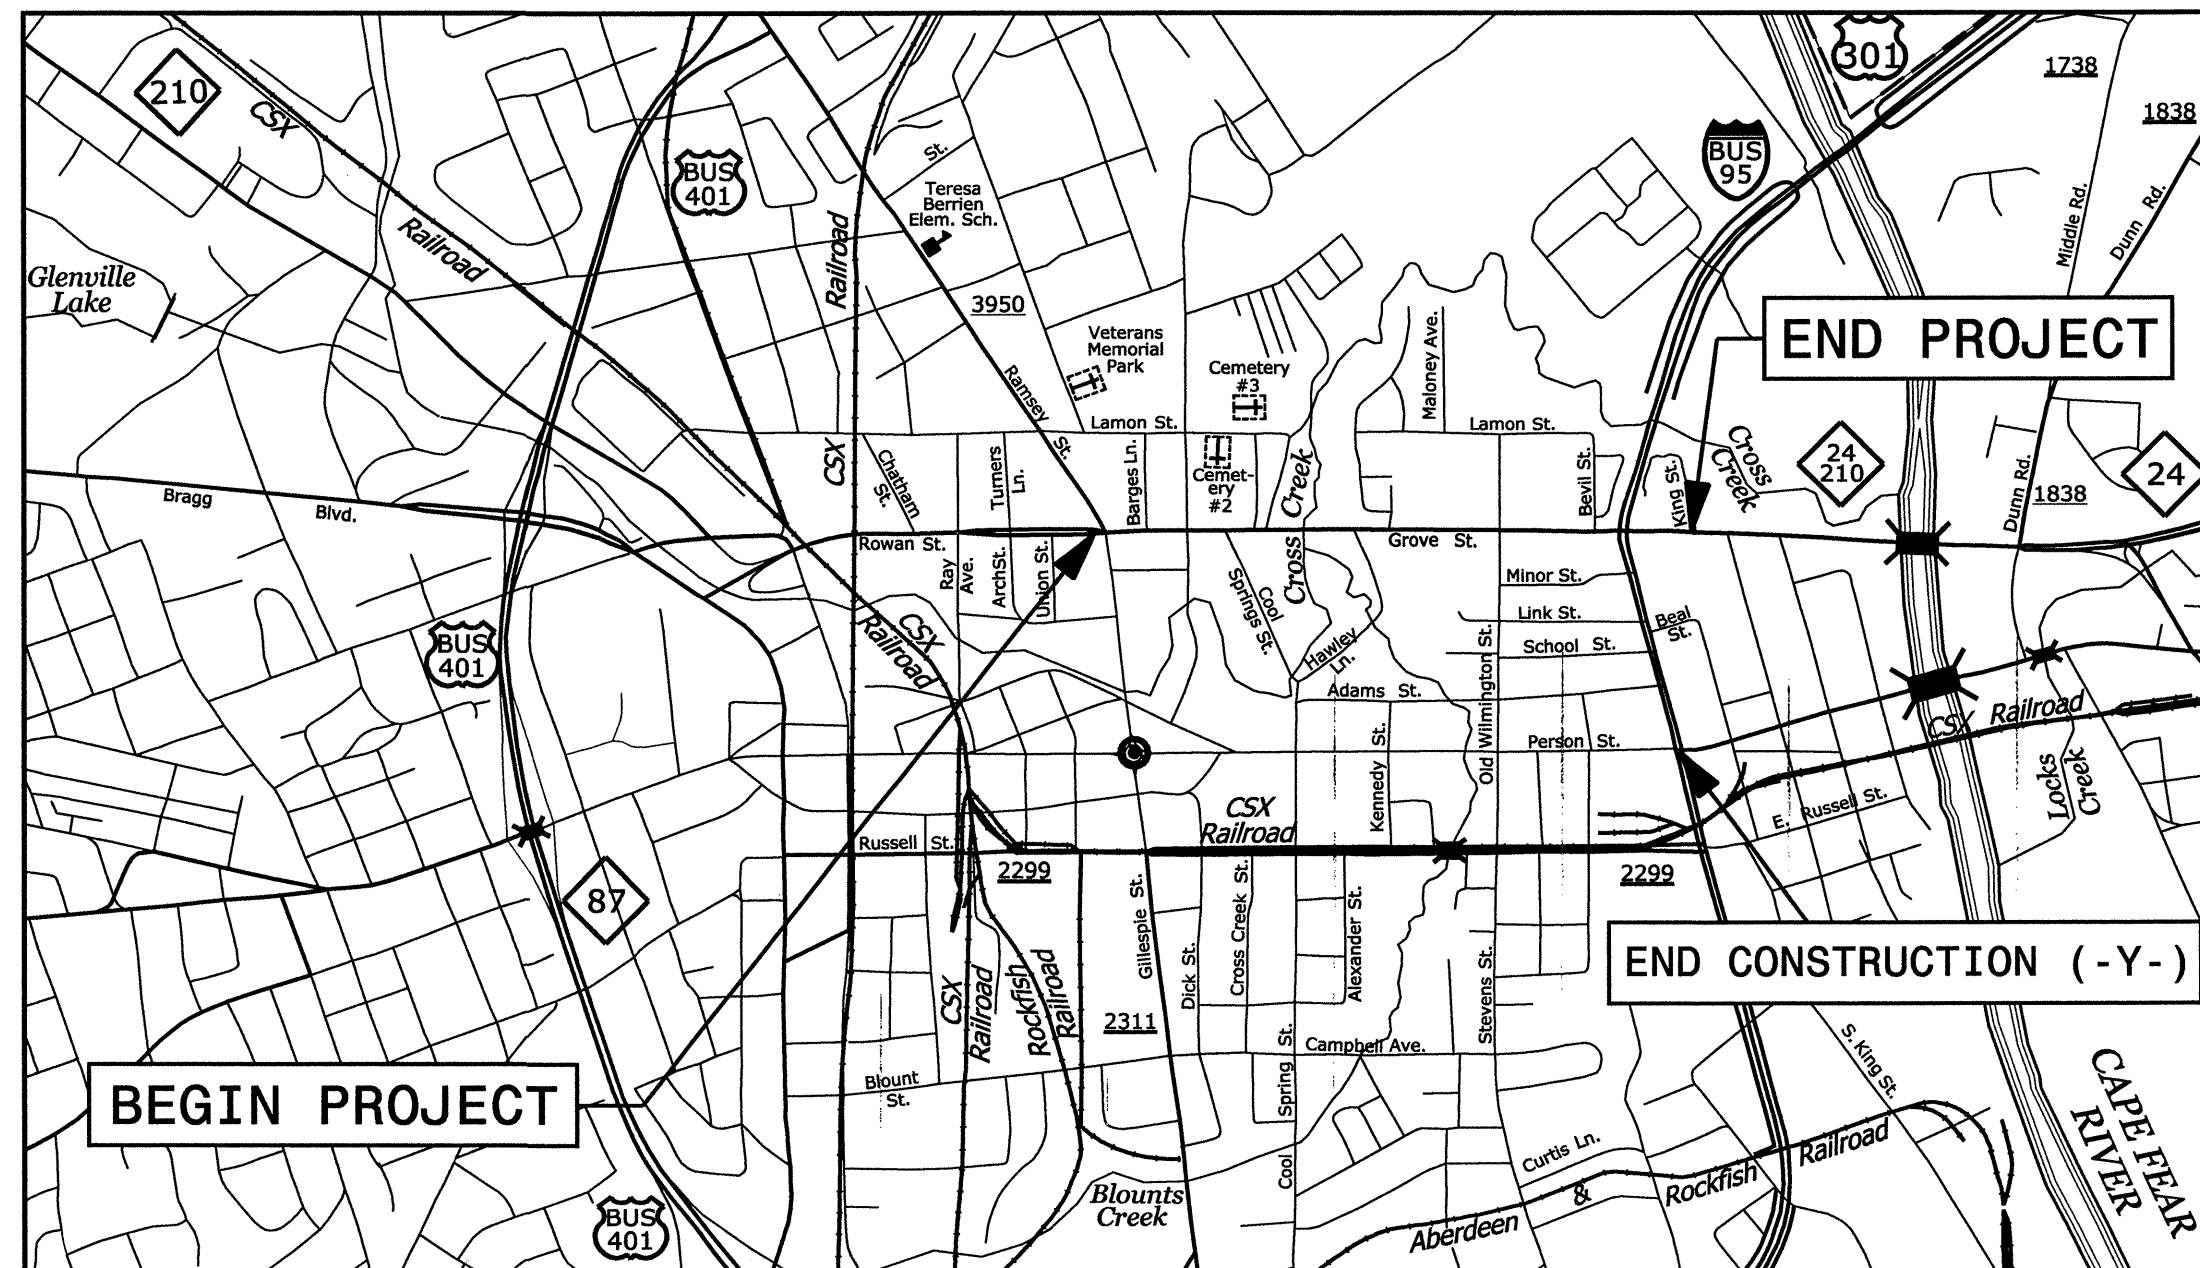 301
1738
1838
210
CSX
BUS
95
BUS
401
St.
Teresa
Berrien
Elem. Sch.
Railroad
Railroad
Middle Rd.
Dunn Rd.
Glenville
Lake
3950
Veterans
Memorial
Park
Cemetery
#3
Maloney Ave.
END PROJECT
Ramsey St.
Lamon St.
Lamon St.
CSX
Chatham
St.
Turners
Ln.
Barges Ln.
Cemet-
ery
#2
Cross Creek
Bevil St.
King St.
Cross
Creek
24
210
1838
24
Dunn Rd.
Bragg Blvd.
Rowan St.
Grove St.
Ray
Ave.
Arch St.
Union St.
Cool
Springs St.
Minor St.
Link St.
Beal
St.
School St.
Hawley
Ln.
Old Wilmington St.
BUS
401
CSX
Railroad
Adams St.
CSX Railroad
Kennedy St.
Person St.
Locks
Creek
CSX
Railroad
E. Russell St.
Russell St.
2299
2299
87
Gillespie St.
Dick St.
Cross Creek St.
Alexander St.
Stevens St.
END CONSTRUCTION (-Y-)
CSX
Railroad
Rockfish
Railroad
2311
Campbell Ave.
S. King St.
Blount
St.
Cool Spring St.
BEGIN PROJECT
CAPE FEAR
RIVER
Curtis Ln.
Aberdeen & Rockfish Railroad
Blounts
Creek
BUS
401